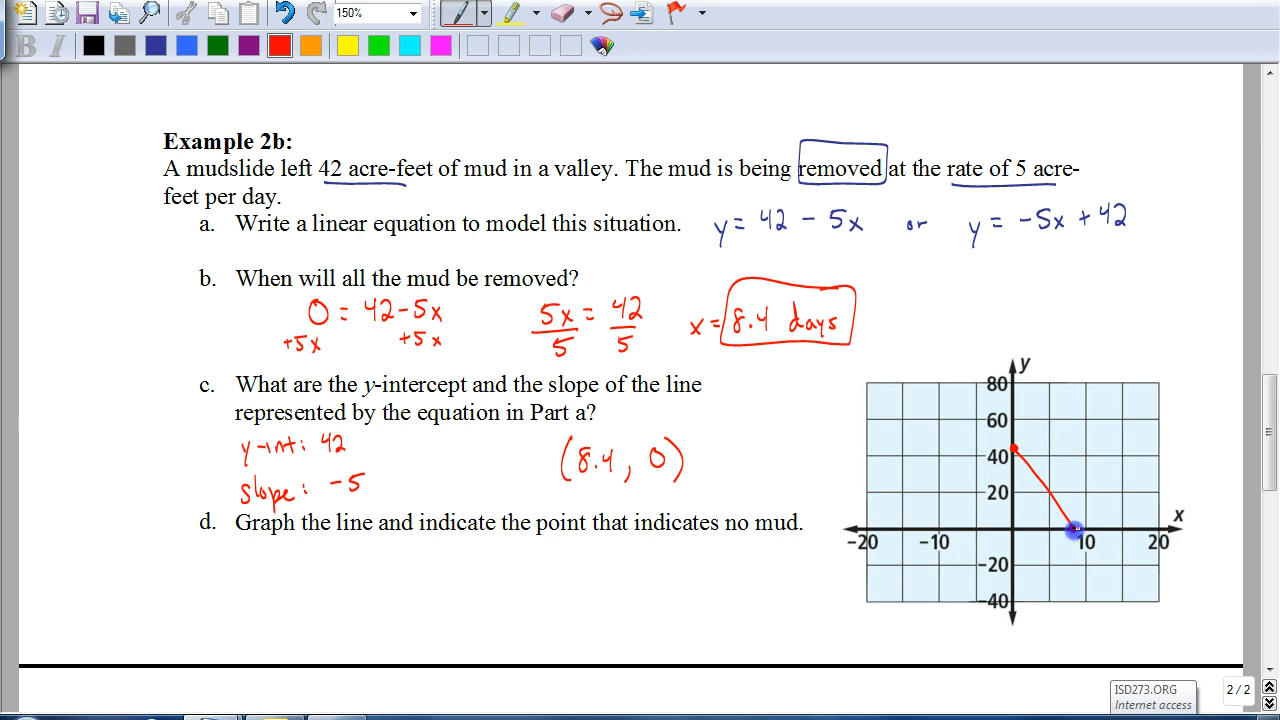 150%
B I
Example 2b:
A mudslide left 42 acre-feet of mud in a valley. The mud is being removed at the rate of 5 acre-
feet per day.
a. Write a linear equation to model this situation. y = 42 - 5x or y = -5x + 42
b. When will all the mud be removed?
0 = 42 - 5x 5x = 42 x = 8.4 days
+5x +5x 5 5
c. What are the y-intercept and the slope of the line
represented by the equation in Part a?
y-int: 42 (8.4, 0)
slope: -5
d. Graph the line and indicate the point that indicates no mud.
y
80
60
40
20
x
-20 -10 10 20
-20
-40
ISD273.ORG
Internet access
2 / 2